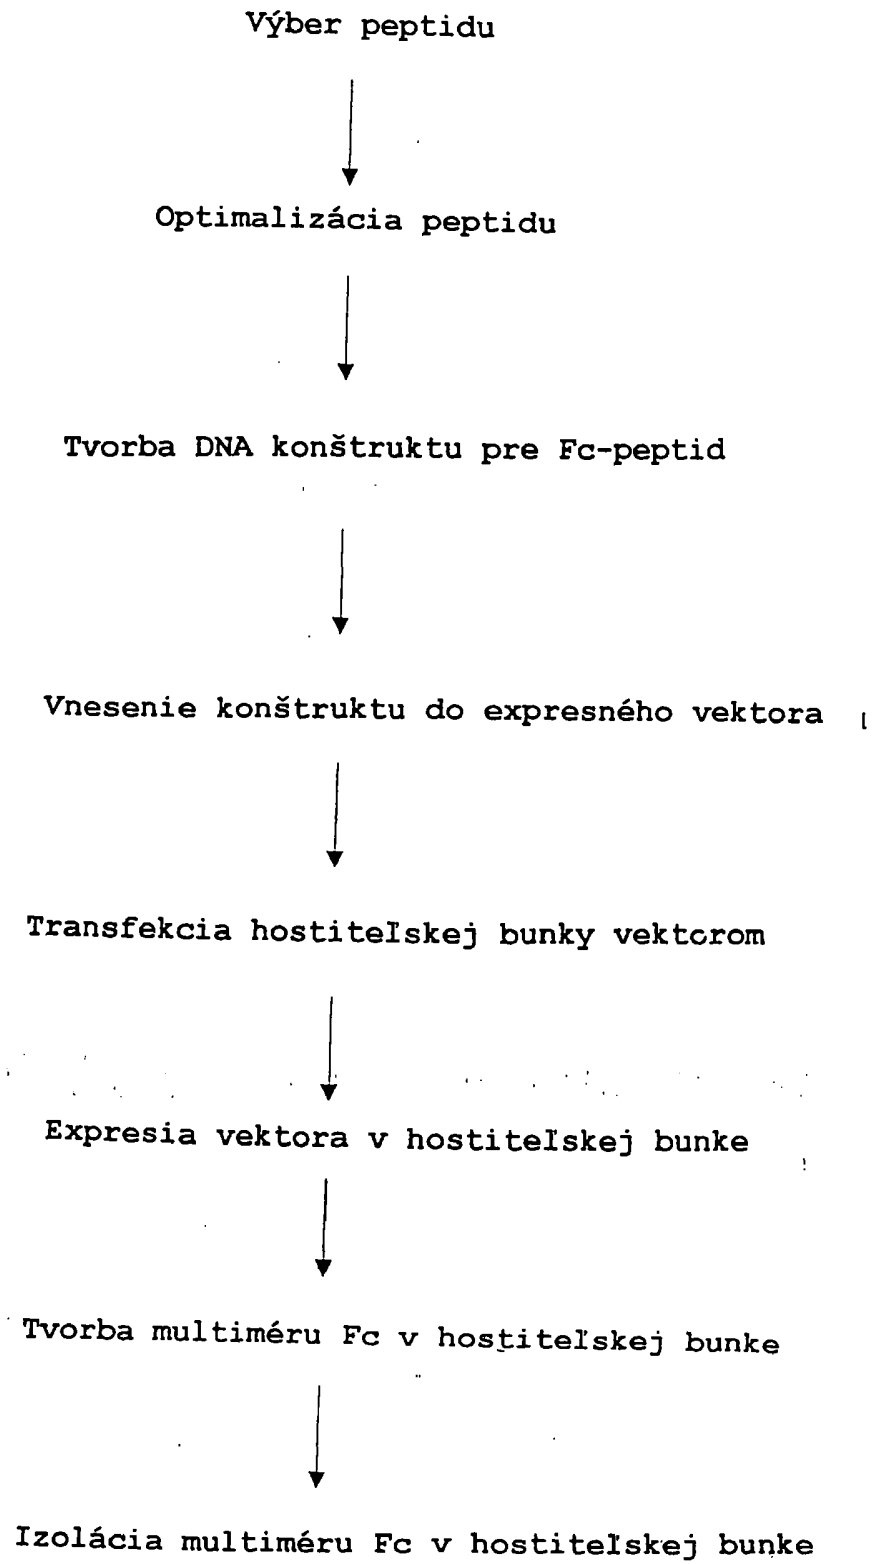 Výber peptidu
Optimalizácia peptidu
Tvorba DNA konštruktu pre Fc-peptid
Vnesenie konštruktu do expresného vektora
Transfekcia hostiteľskej bunky vektorom
Expresia vektora v hostiteľskej bunke
Tvorba multiméru Fc v hostiteľskej bunke
Izolácia multiméru Fc v hostiteľskej bunke